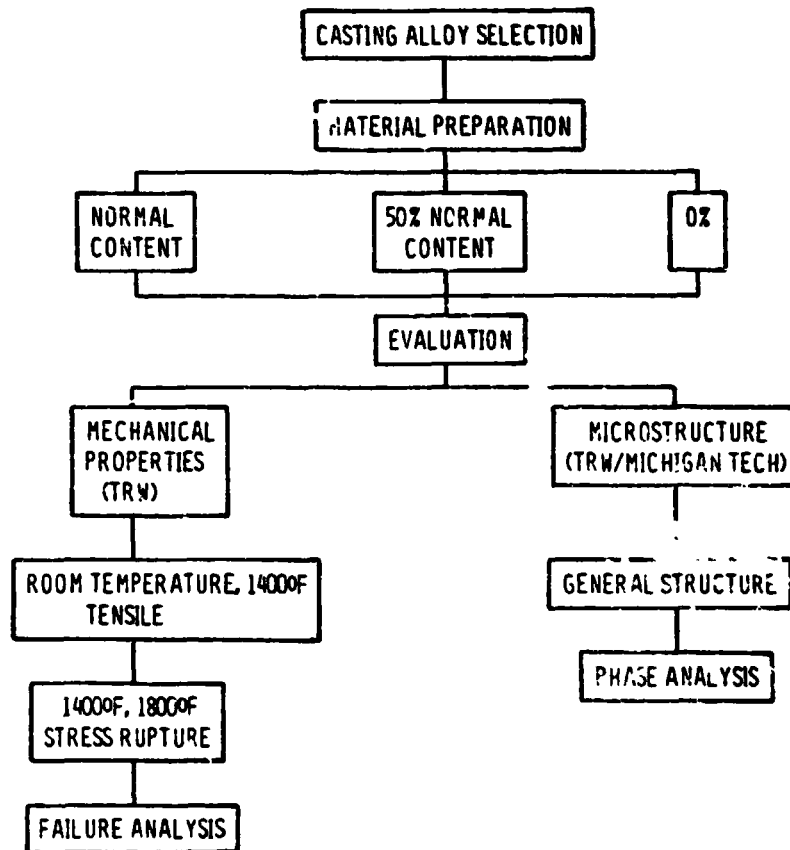 CASTING ALLOY SELECTION
MATERIAL PREPARATION
NORMAL
CONTENT
50% NORMAL
CONTENT
0%
EVALUATION
MECHANICAL
PROPERTIES
(TRW)
MICROSTRUCTURE
(TRW/MICHIGAN TECH)
ROOM TEMPERATURE, 1400ºF
TENSILE
GENERAL STRUCTURE
PHASE ANALYSIS
1400ºF, 1800ºF
STRESS RUPTURE
FAILURE ANALYSIS